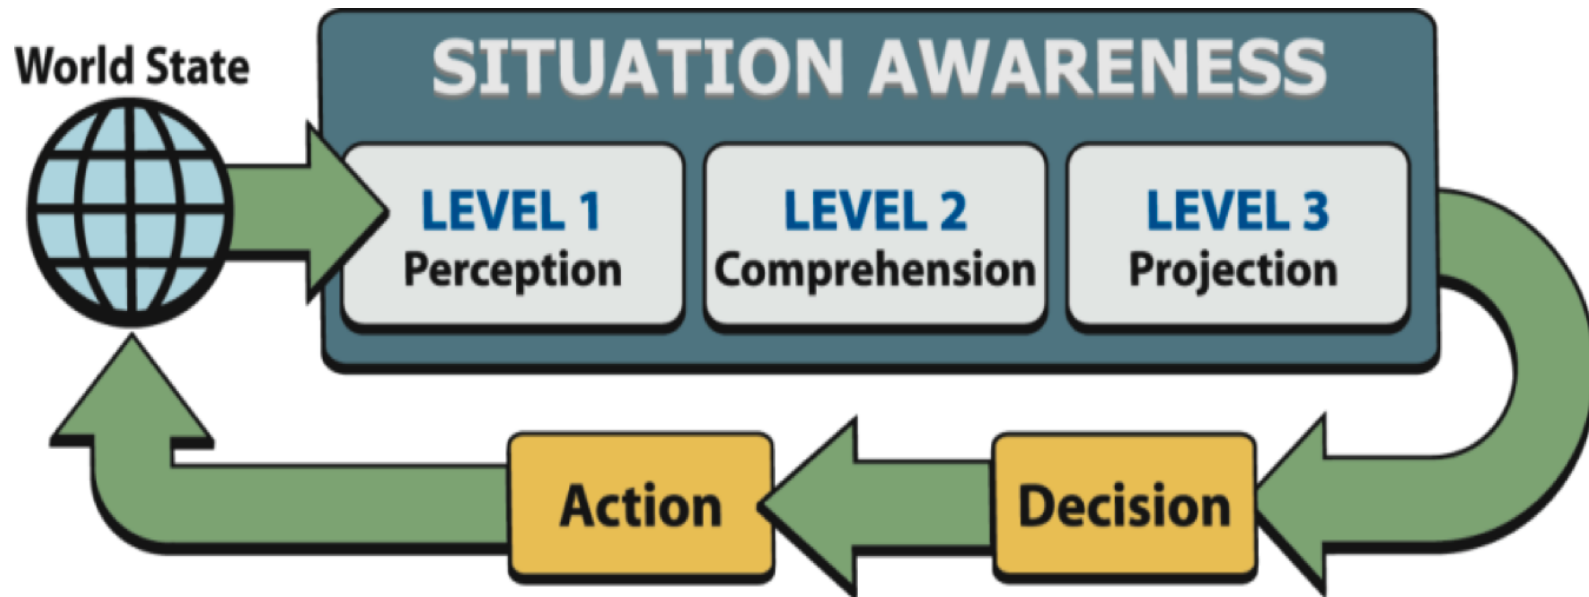 World State
SITUATION AWARENESS
LEVEL 1
Perception
LEVEL 2
Comprehension
LEVEL 3
Projection
Action
Decision